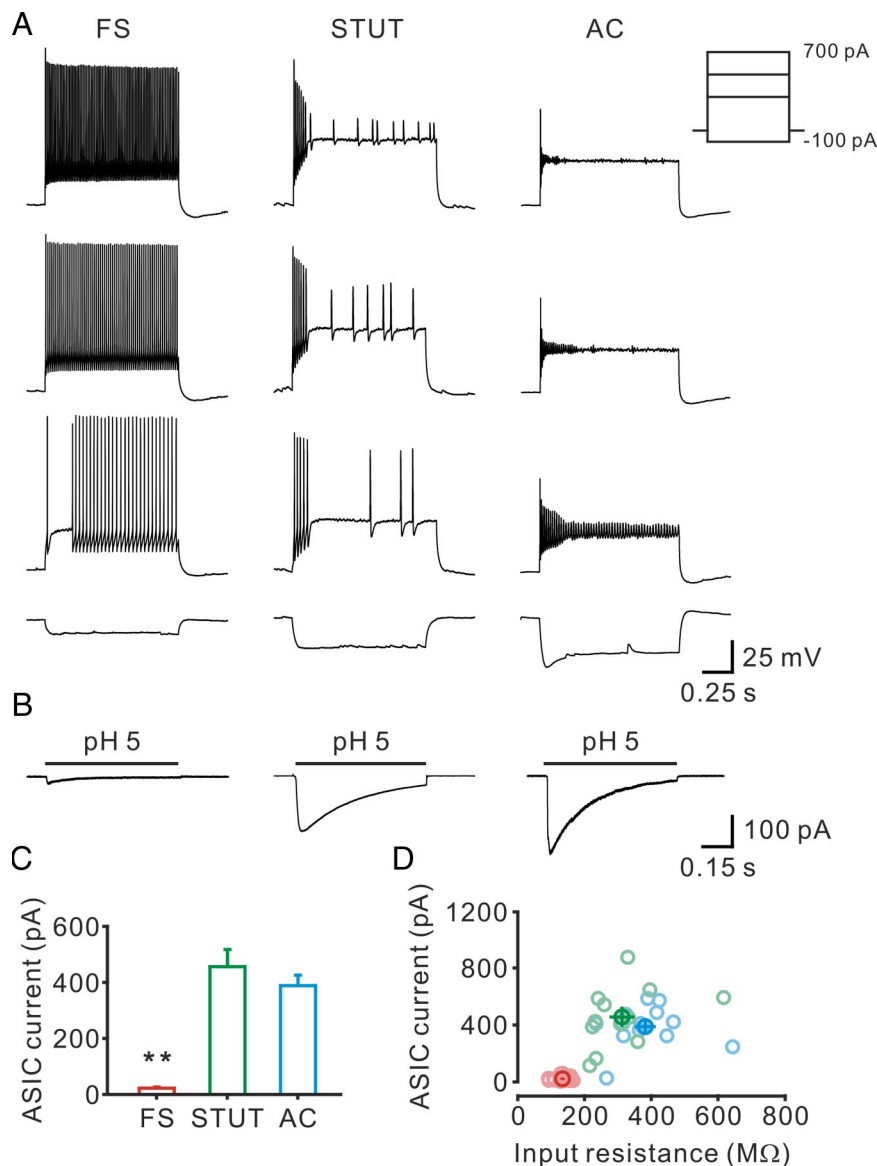 A
FS STUT AC
700 pA
-100 pA
25 mV
0.25 s
B
pH 5 pH 5 pH 5
100 pA
0.15 s
C
ASIC current (pA)
600
400
200
0
**
FS STUT AC
D
ASIC current (pA)
1200
800
400
0
0 200 400 600 800
Input resistance (MΩ)